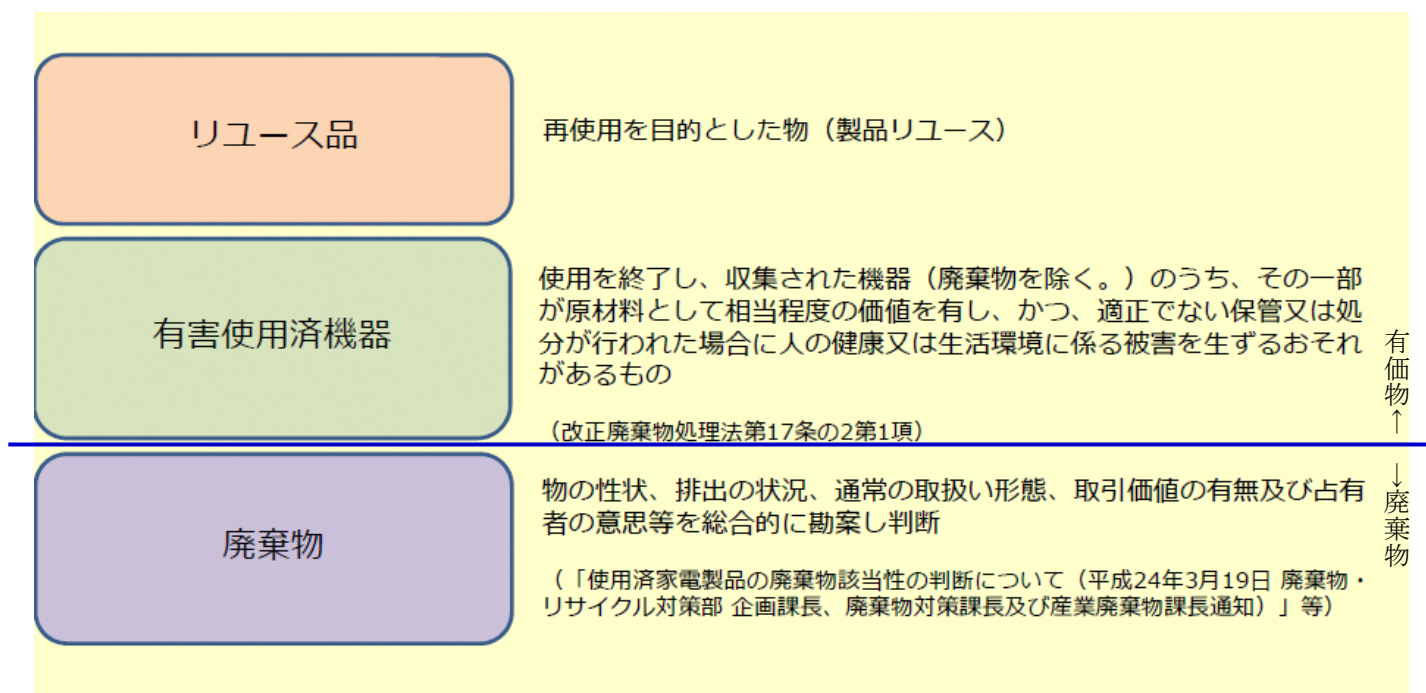 リユース品
再使用を目的とした物（製品リユース）
有害使用済機器
使用を終了し、収集された機器（廃棄物を除く。）のうち、その一部
が原材料として相当程度の価値を有し、かつ、適正でない保管又は処
分が行われた場合に人の健康又は生活環境に係る被害を生ずるおそれ
があるもの
（改正廃棄物処理法第17条の2第1項）
有価物↑
↓廃棄物
廃棄物
物の性状、排出の状況、通常の取扱い形態、取引価値の有無及び占有
者の意思等を総合的に勘案し判断
（「使用済家電製品の廃棄物該当性の判断について（平成24年3月19日 廃棄物・
リサイクル対策部 企画課長、廃棄物対策課長及び産業廃棄物課長通知）」等）